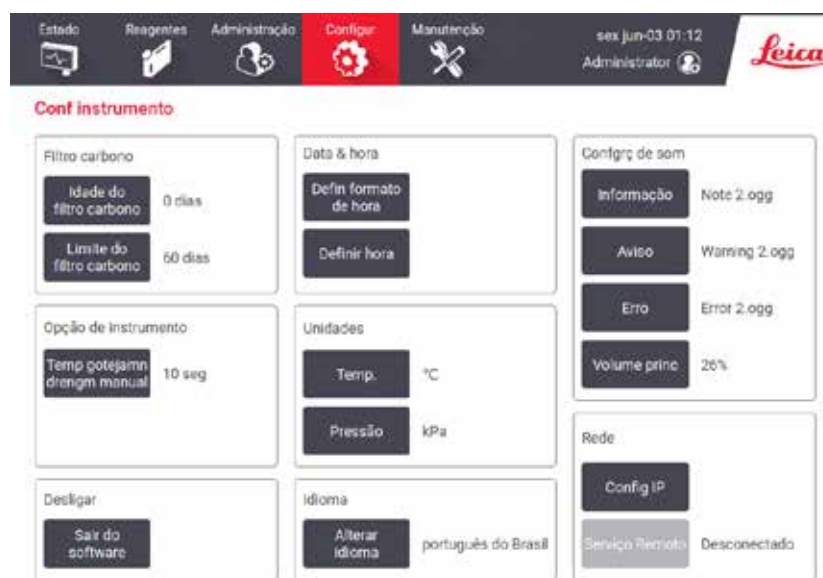 Estado Reagentes Administração Configur Manutenção
sex jun-03 01:12
Administrator
Leica
Conf instrumento
Filtro carbono
Idade do
filtro carbono
0 dias
Limite do
filtro carbono
60 dias
Data & hora
Defin formato
de hora
Definir hora
Confgrç de som
Informação
Note 2.ogg
Aviso
Warning 2.ogg
Erro
Error 2.ogg
Volume princ
26%
Opção de Instrumento
Temp gotejamn
drengm manual
10 seg
Unidades
Temp.
°C
Pressão
kPa
Rede
Config IP
Serviço Remoto
Desconectado
Desligar
Sair do
software
Idioma
Alterar
idioma
português do Brasil